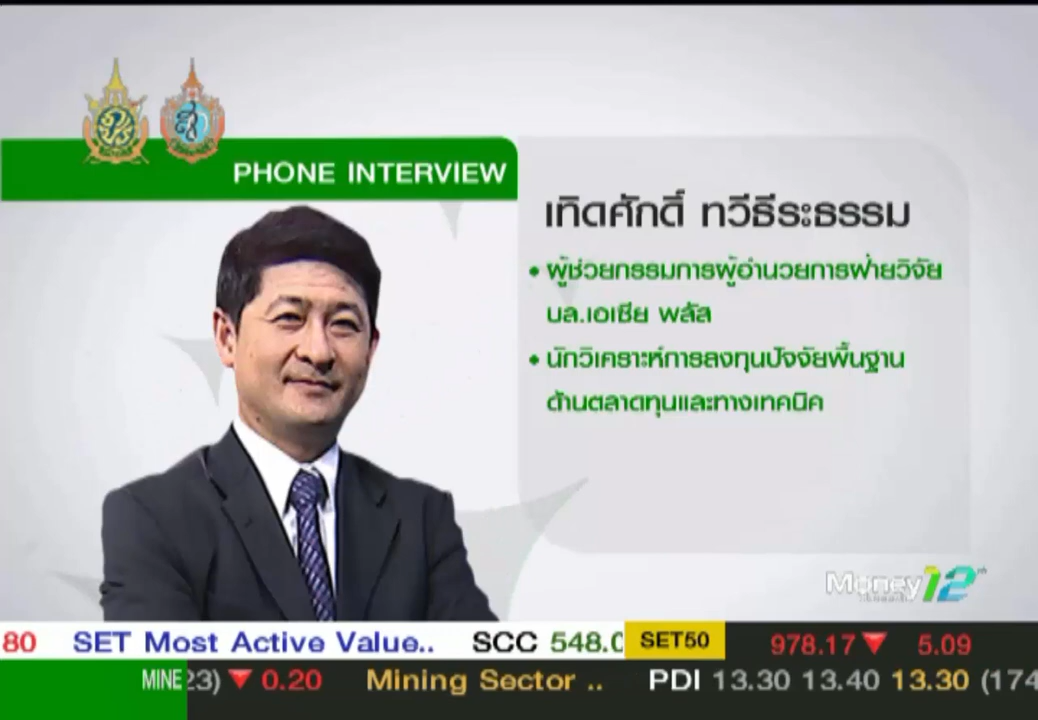 PHONE INTERVIEW
เทิดศักดิ์ ทวีธีระธรรม
• ผู้ช่วยกรรมการผู้อำนวยการฝ่ายวิจัย
บล.เอเซีย พลัส
• นักวิเคราะห์การลงทุนปัจจัยพื้นฐาน
ด้านตลาดทุนและทางเทคนิค
Money 12th
80 SET Most Active Value.. SCC 548.0 SET50 978.17 ▼ 5.09
MINE 23) ▼ 0.20 Mining Sector .. PDI 13.30 13.40 13.30 (174